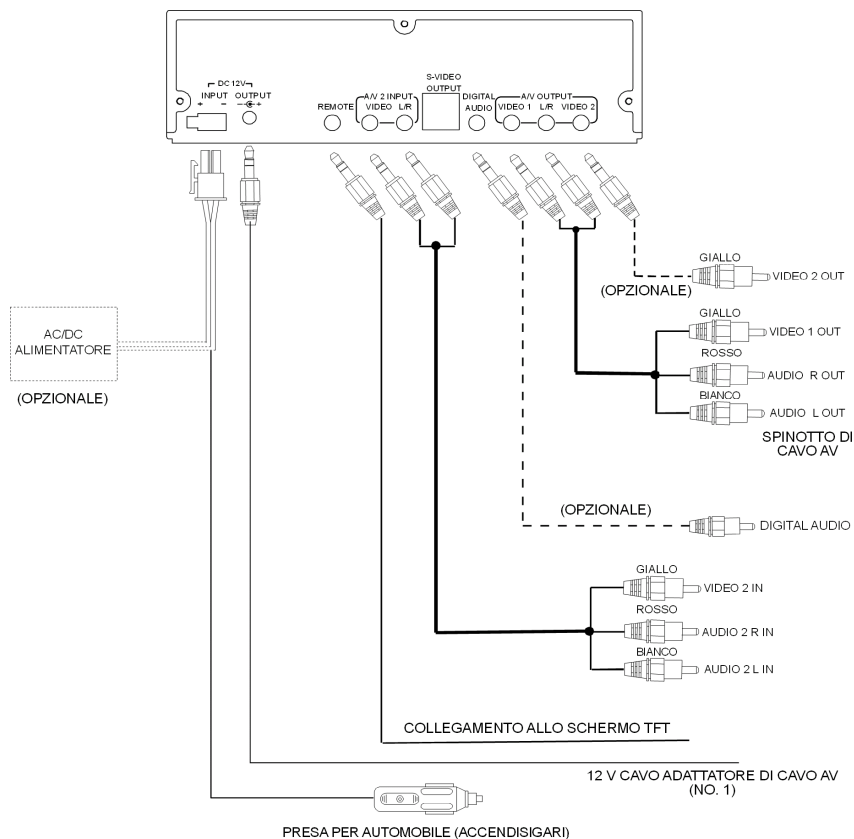 DC 12V
INPUT OUTPUT
+ - - +
REMOTE
A/V 2 INPUT
VIDEO L/R
S-VIDEO
OUTPUT
DIGITAL
AUDIO
A/V OUTPUT
VIDEO 1 L/R VIDEO 2
GIALLO
VIDEO 2 OUT
(OPZIONALE)
GIALLO
VIDEO 1 OUT
ROSSO
AUDIO R OUT
BIANCO
AUDIO L OUT
SPINOTTO DI
CAVO AV
AC/DC
ALIMENTATORE
(OPZIONALE)
(OPZIONALE)
DIGITAL AUDIO
GIALLO
VIDEO 2 IN
ROSSO
AUDIO 2 R IN
BIANCO
AUDIO 2 L IN
COLLEGAMENTO ALLO SCHERMO TFT
12 V CAVO ADATTATORE DI CAVO AV
(NO. 1)
PRESA PER AUTOMOBILE (ACCENDISIGARI)